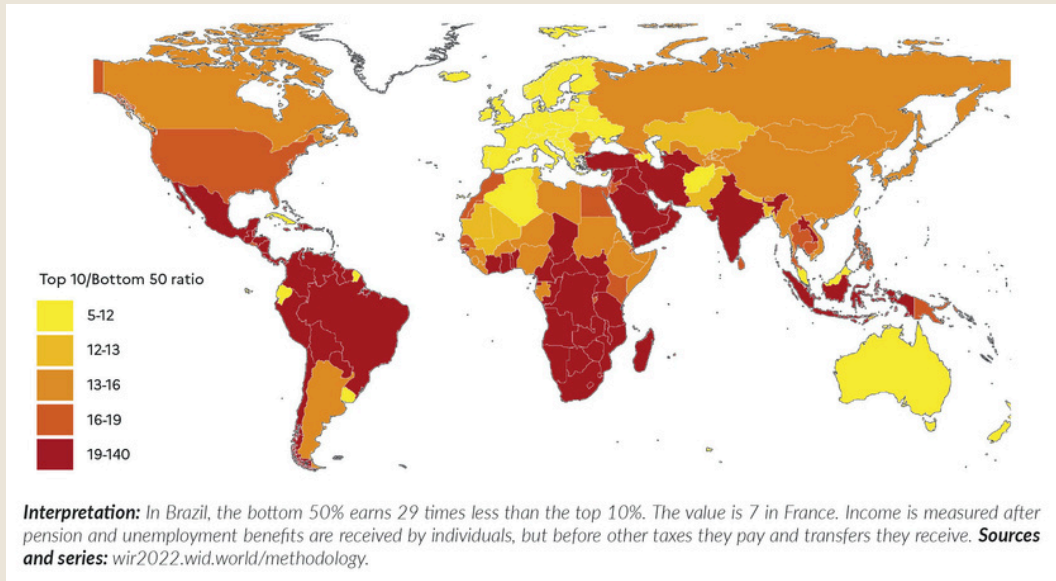 Top 10/Bottom 50 ratio
5-12
12-13
13-16
16-19
19-140
Interpretation: In Brazil, the bottom 50% earns 29 times less than the top 10%. The value is 7 in France. Income is measured after
pension and unemployment benefits are received by individuals, but before other taxes they pay and transfers they receive. Sources
and series: wir2022.wid.world/methodology.